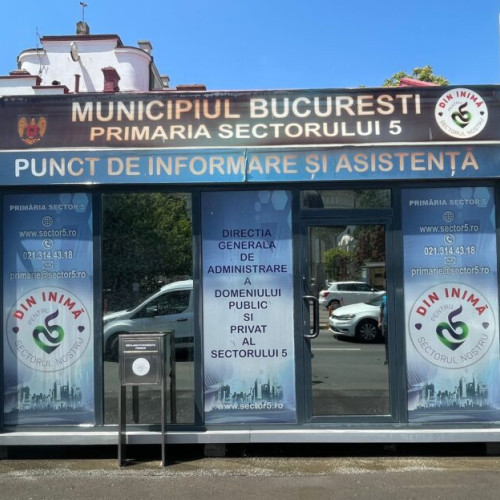 MUNICIPIUL BUCURESTI
PRIMARIA SECTORULUI 5
DIN INIMĂ
PENTRU
SECTORUL NOSTRU
PUNCT DE INFORMARE ȘI ASISTENȚĂ
PRIMĂRIA SECTOR 5
www.sector5.ro
021.314.43.18
primarie@sector5.ro
DIN INIMĂ
PENTRU
SECTORUL NOSTRU
DIRECTIA
GENERALA
DE
ADMINISTRARE
A
DOMENIULUI
PUBLIC
SI
PRIVAT
AL
SECTORULUI 5
www.sector5.ro
PRIMĂRIA SECTOR 5
www.sector5.ro
021.314.43.18
primarie@sector5.ro
DIN INIMĂ
PENTRU
SECTORUL NOSTRU